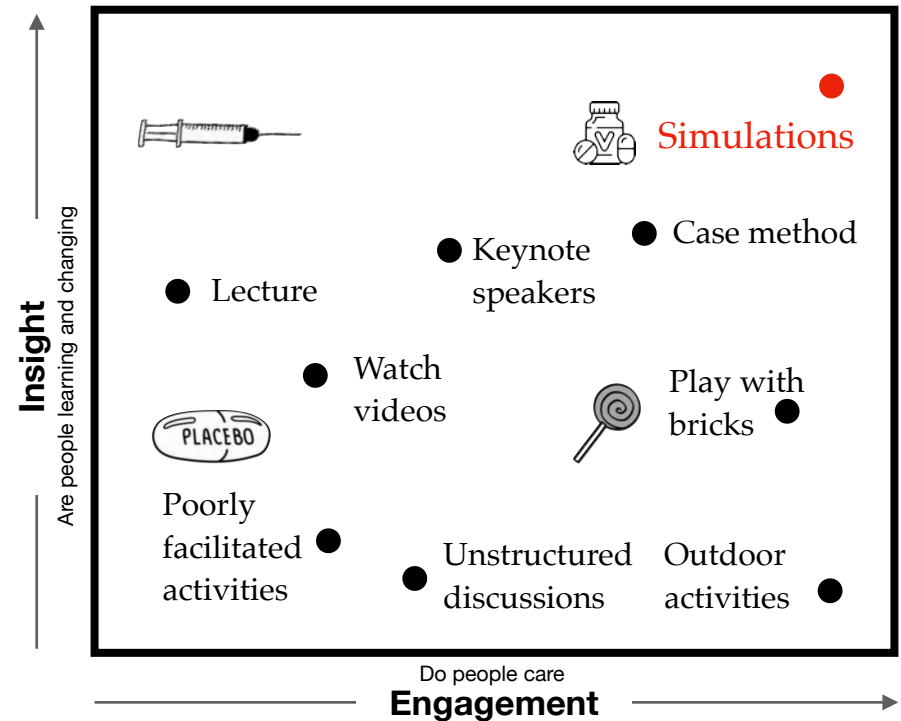 Simulations
Case method
Keynote
speakers
Lecture
Watch
videos
Play with
bricks
PLACEBO
Poorly
facilitated
activities
Unstructured
discussions
Outdoor
activities
V
Insight
Are people learning and changing
Do people care
Engagement